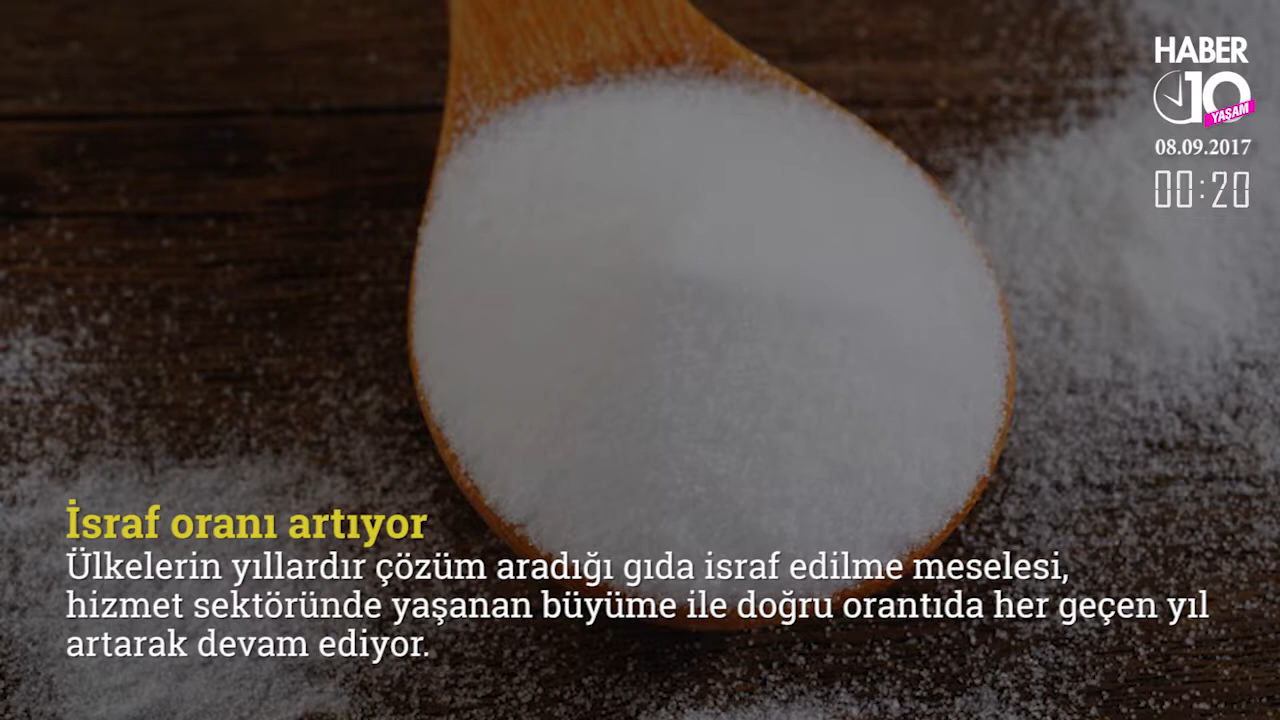 HABER
10
YAŞAM
08.09.2017
00:20
İsraf oranı artıyor
Ülkelerin yıllardır çözüm aradığı gıda israf edilme meselesi,
hizmet sektöründe yaşanan büyüme ile doğru orantıda her geçen yıl
artarak devam ediyor.